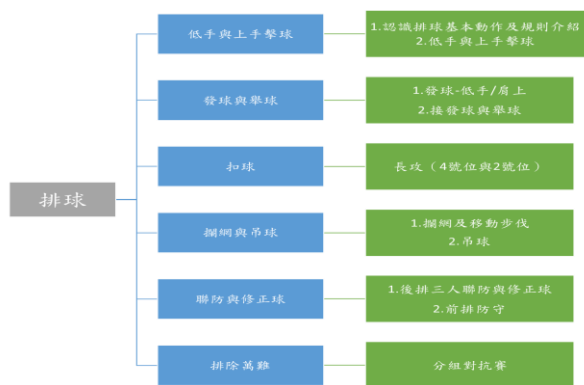 排球
低手與上手擊球
1.認識排球基本動作及規則介紹
2.低手與上手擊球
發球與舉球
1.發球-低手/肩上
2.接發球與舉球
扣球
長攻（4號位與2號位）
攔網與吊球
1.攔網及移動步伐
2.吊球
聯防與修正球
1.後排三人聯防與修正球
2.前排防守
排除萬難
分組對抗賽